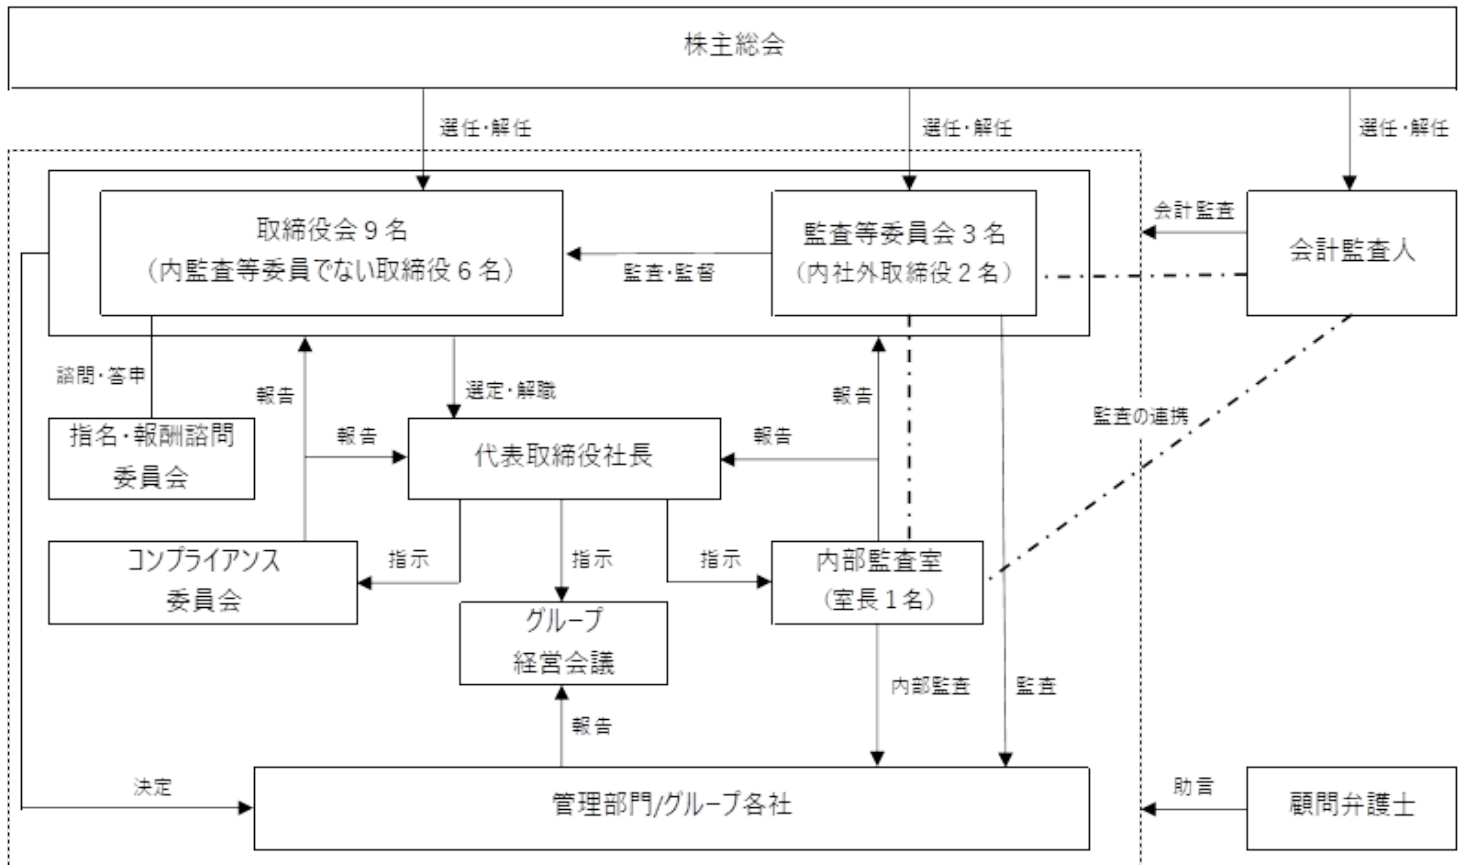 株主総会
選任･解任
選任･解任
選任･解任
取締役会９名
（内監査等委員でない取締役６名）
監査・監督
監査等委員会３名
（内社外取締役２名）
会計監査
会計監査人
諮問・答申
報告
選定･解職
報告
監査の連携
指名・報酬諮問
委員会
報告
代表取締役社長
報告
コンプライアンス
委員会
指示
指示
指示
内部監査室
（室長１名）
グループ
経営会議
内部監査
監査
報告
決定
管理部門/グループ各社
助言
顧問弁護士